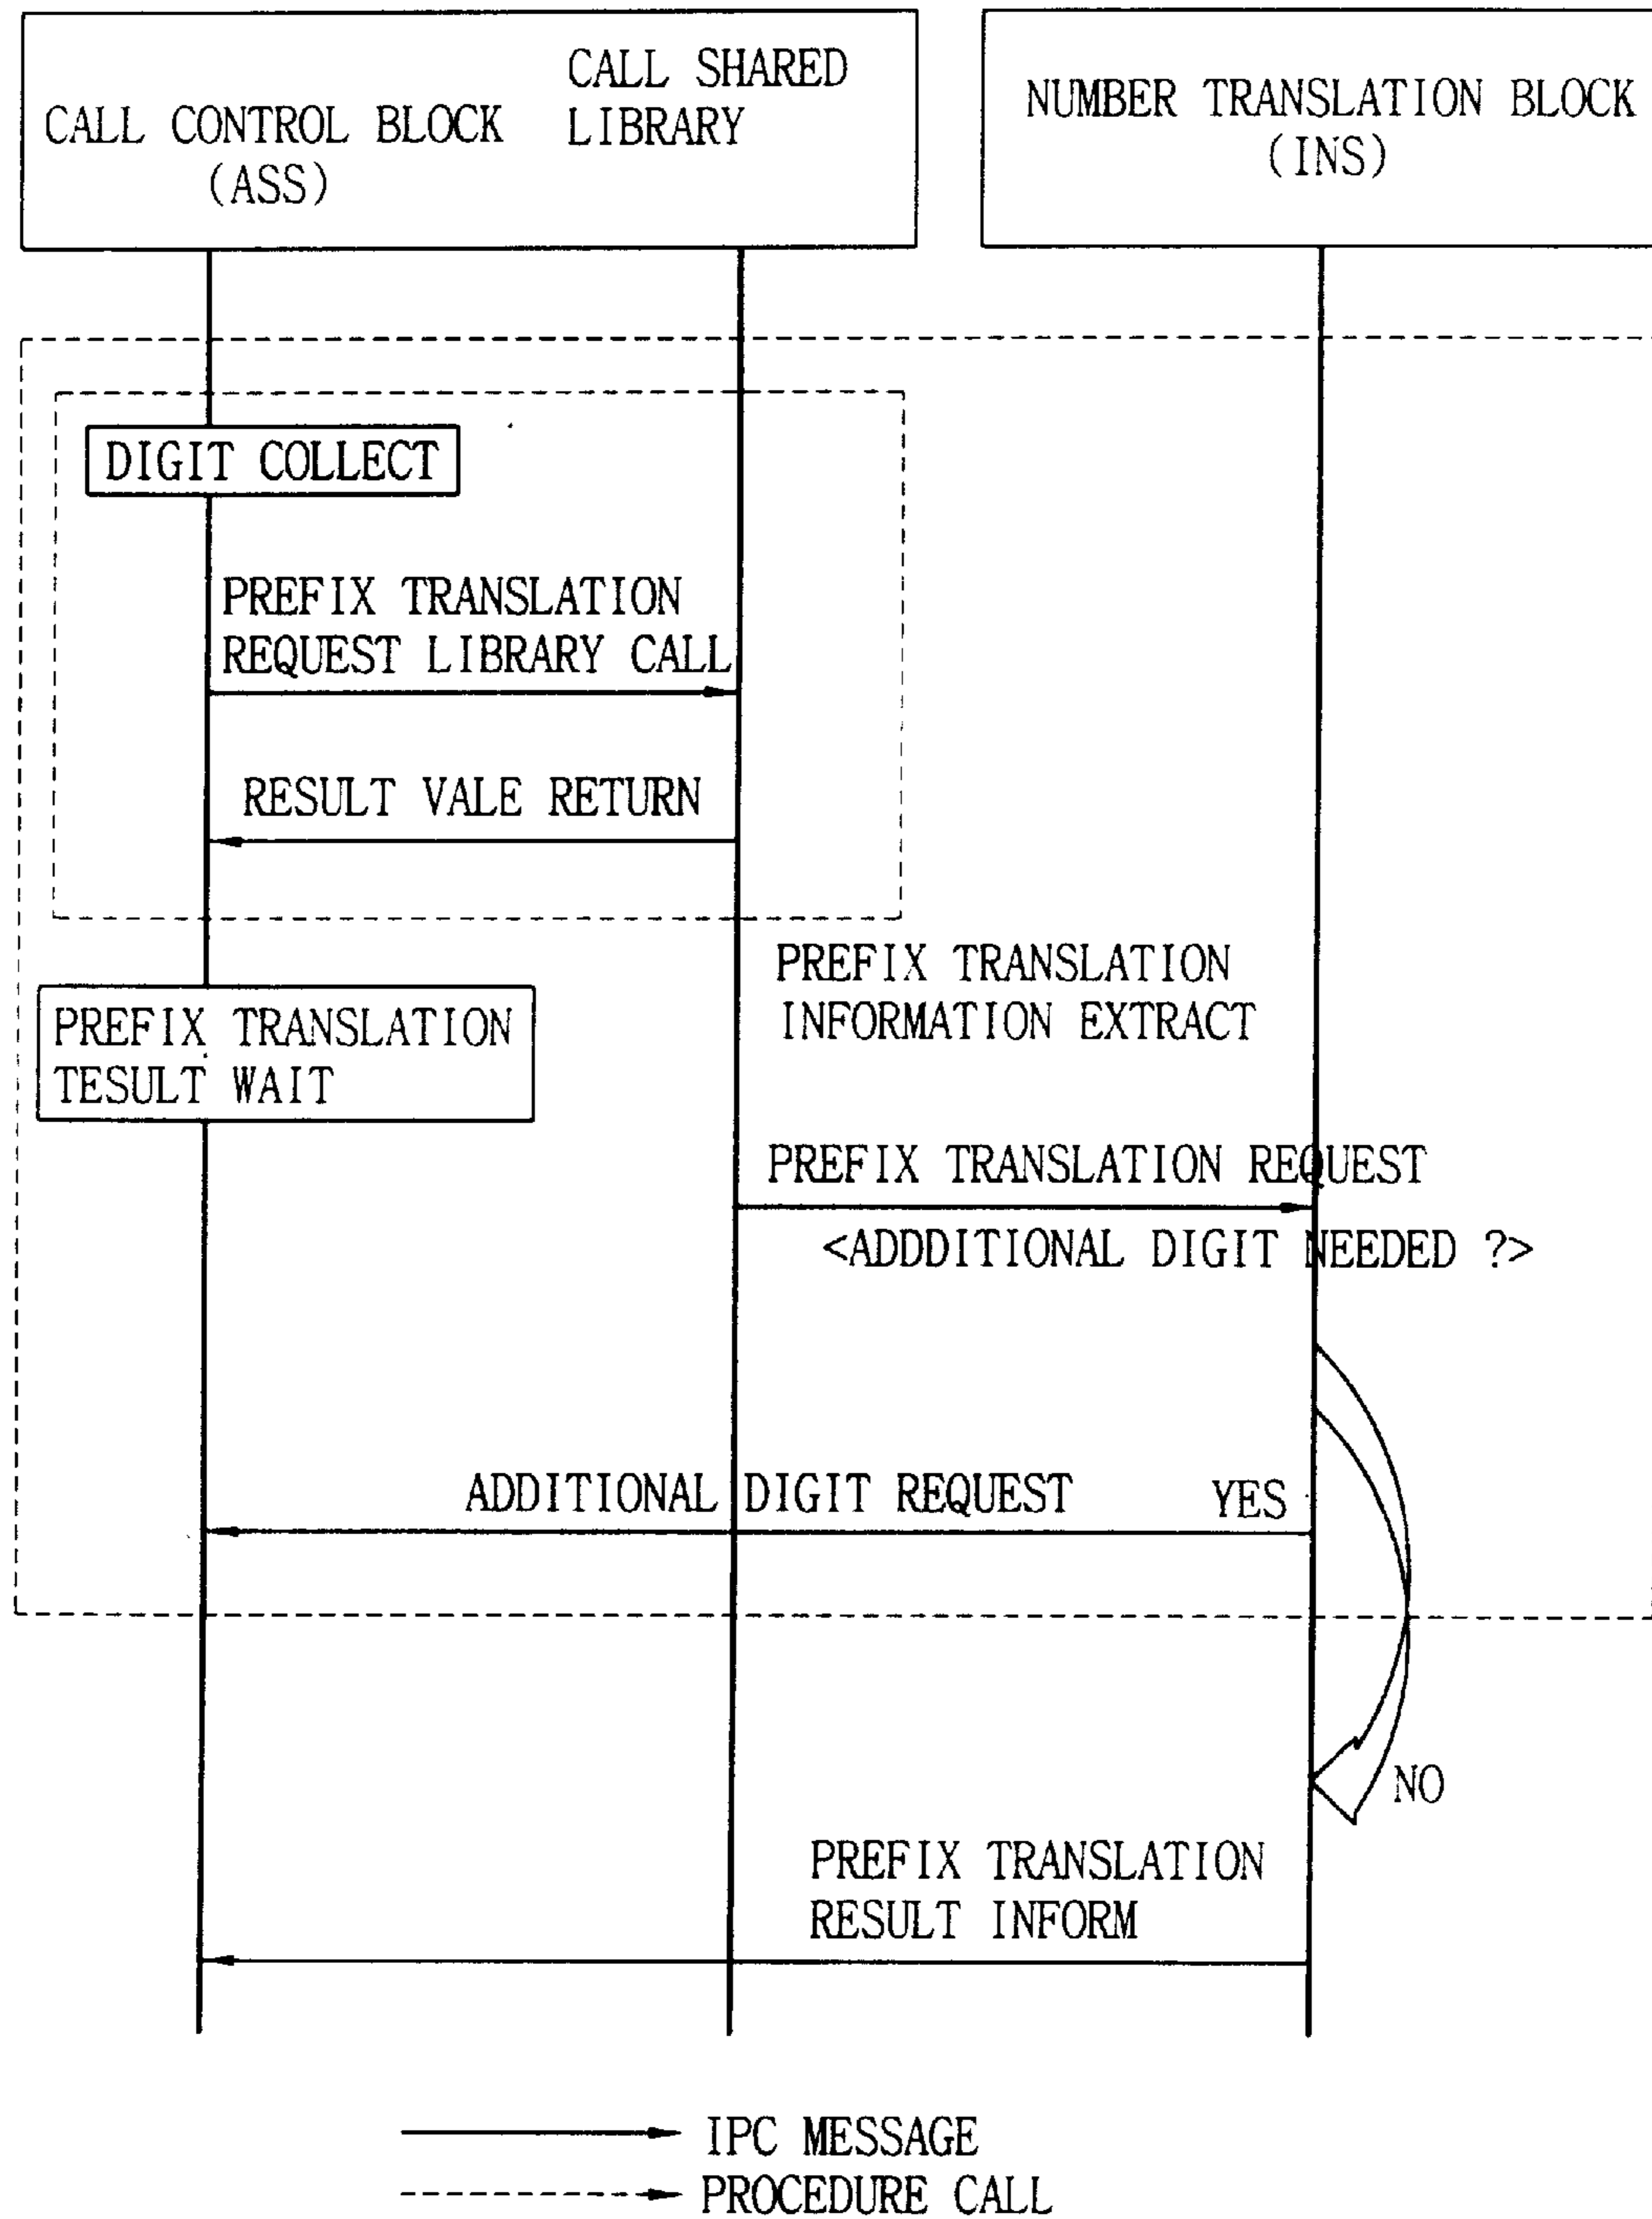 CALL CONTROL BLOCK
(ASS)
CALL SHARED
LIBRARY
NUMBER TRANSLATION BLOCK
(INS)
DIGIT COLLECT
PREFIX TRANSLATION
REQUEST LIBRARY CALL
RESULT VALE RETURN
PREFIX TRANSLATION
INFORMATION EXTRACT
PREFIX TRANSLATION
TESULT WAIT
PREFIX TRANSLATION REQUEST
<ADDDITIONAL DIGIT NEEDED ?>
ADDITIONAL DIGIT REQUEST
YES
NO
PREFIX TRANSLATION
RESULT INFORM
IPC MESSAGE
PROCEDURE CALL